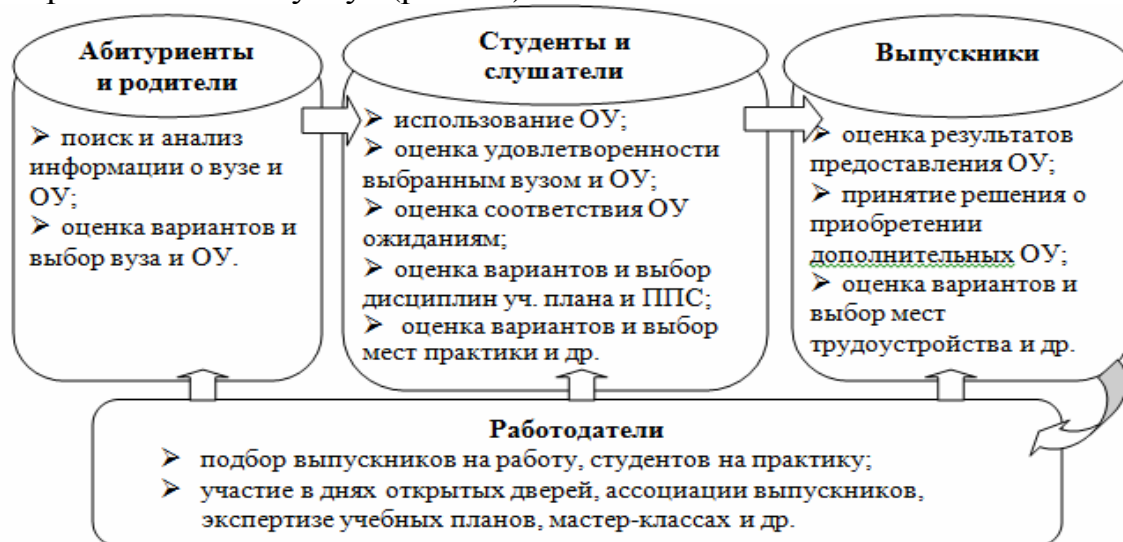 Абитуриенты
и родители
➢ поиск и анализ
информации о вузе и
ОУ;
➢ оценка вариантов и
выбор вуза и ОУ.
Студенты и
слушатели
➢ использование ОУ;
➢ оценка удовлетворенности
выбранным вузом и ОУ;
➢ оценка соответствия ОУ
ожиданиям;
➢ оценка вариантов и выбор
дисциплин уч. плана и ППС;
➢ оценка вариантов и выбор
мест практики и др.
Выпускники
➢ оценка результатов
предоставления ОУ;
➢ принятие решения о
приобретении
дополнительных ОУ;
➢ оценка вариантов и
выбор мест
трудоустройства и др.
Работодатели
➢ подбор выпускников на работу, студентов на практику;
➢ участие в днях открытых дверей, ассоциации выпускников,
экспертизе учебных планов, мастер-классах и др.